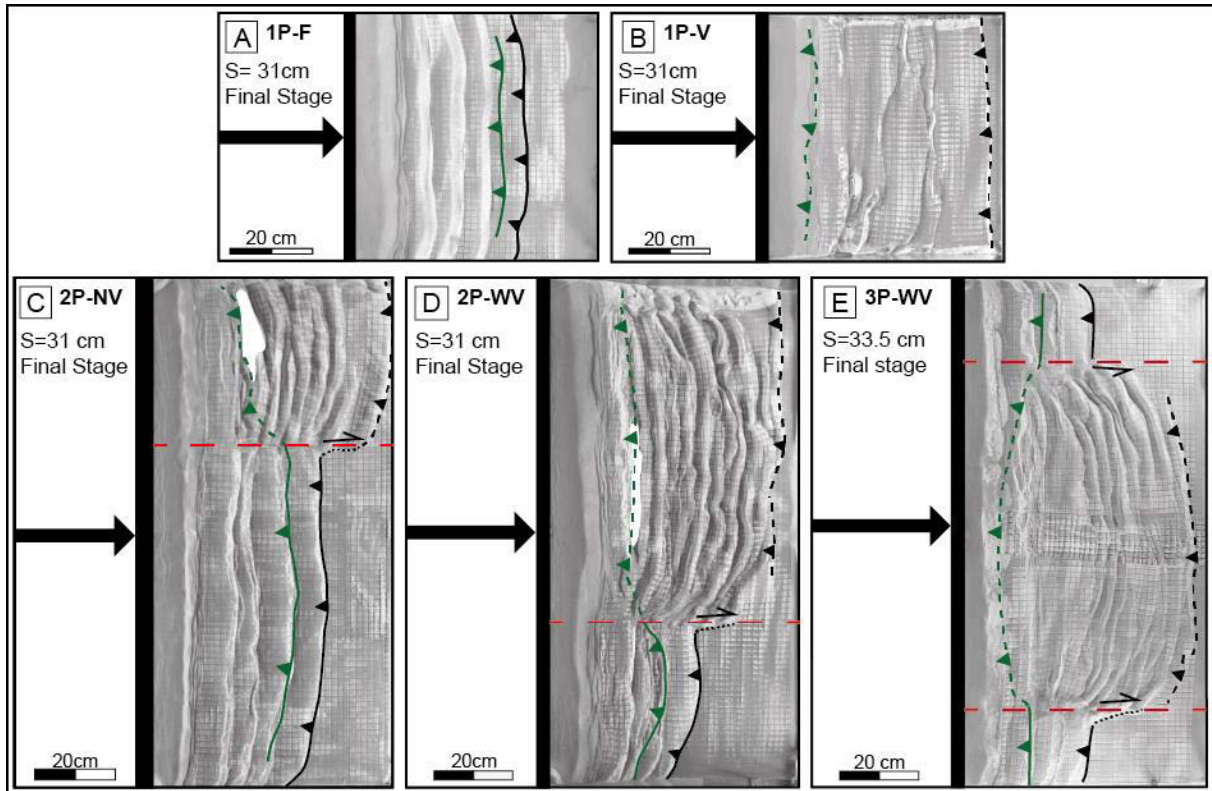 A 1P-F
S= 31cm
Final Stage
20 cm
B 1P-V
S=31cm
Final Stage
20 cm
C 2P-NV
S=31 cm
Final Stage
20cm
D 2P-WV
S=31 cm
Final Stage
20cm
E 3P-WV
S=33.5 cm
Final stage
20 cm